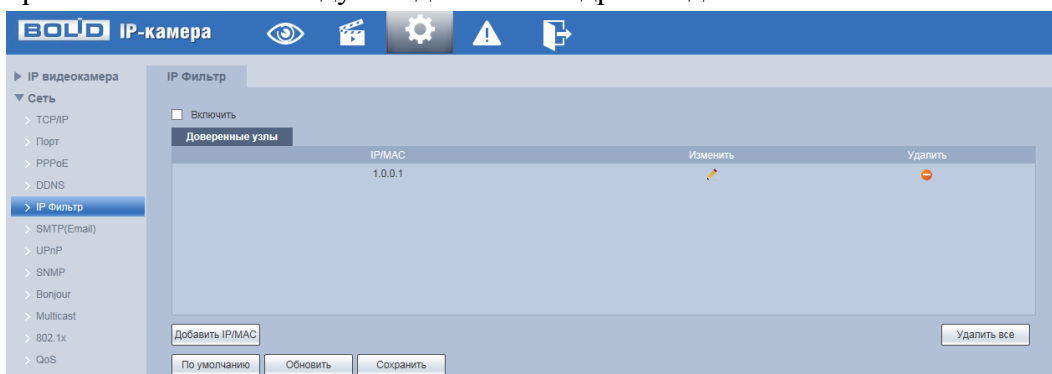 BOLID IP-камера
IP видеокамера
Сеть
TCP/IP
Порт
PPPoE
DDNS
IP Фильтр
SMTP(Email)
UPnP
SNMP
Bonjour
Multicast
802.1x
QoS
IP Фильтр
Включить
Доверенные узлы
IP/MAC Изменить Удалить
1.0.0.1
Добавить IP/MAC Удалить все
По умолчанию Обновить Сохранить